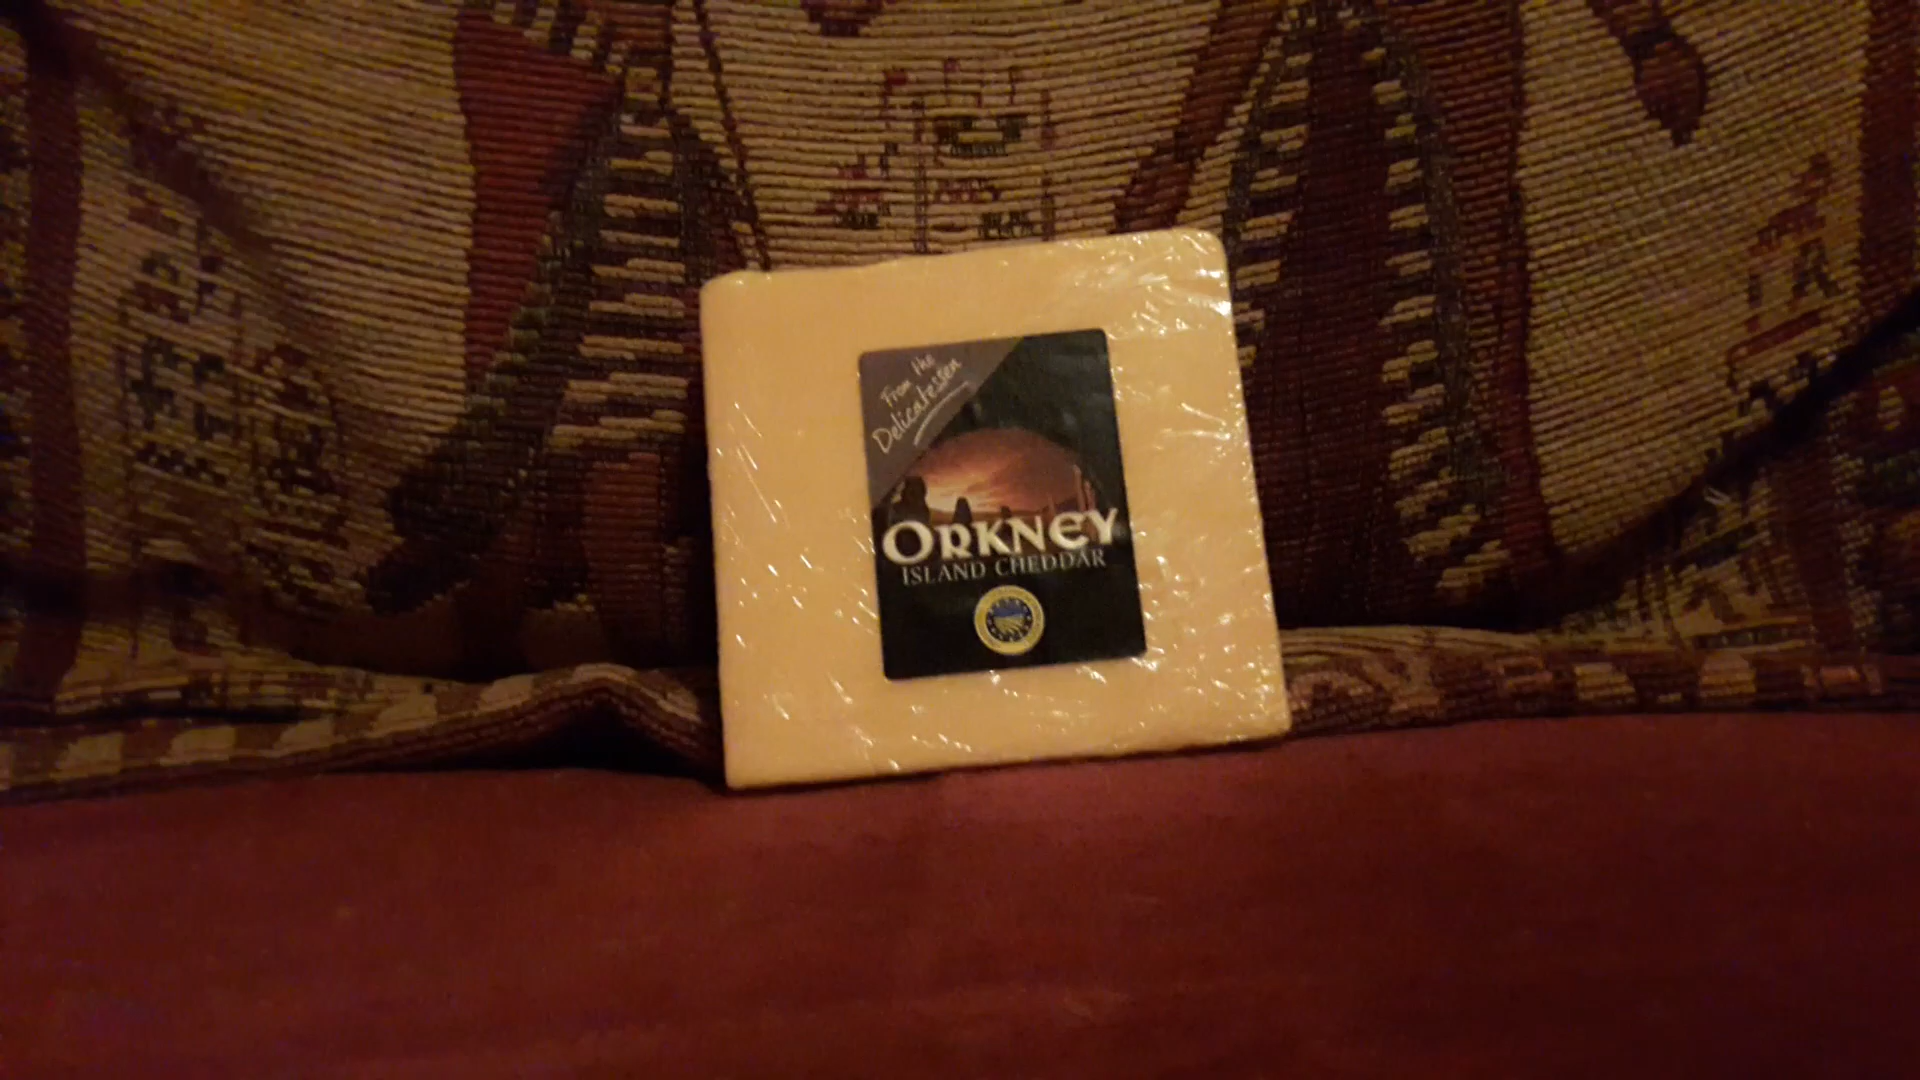 From the
Delicatessen
ORKNEY
ISLAND CHEDDAR